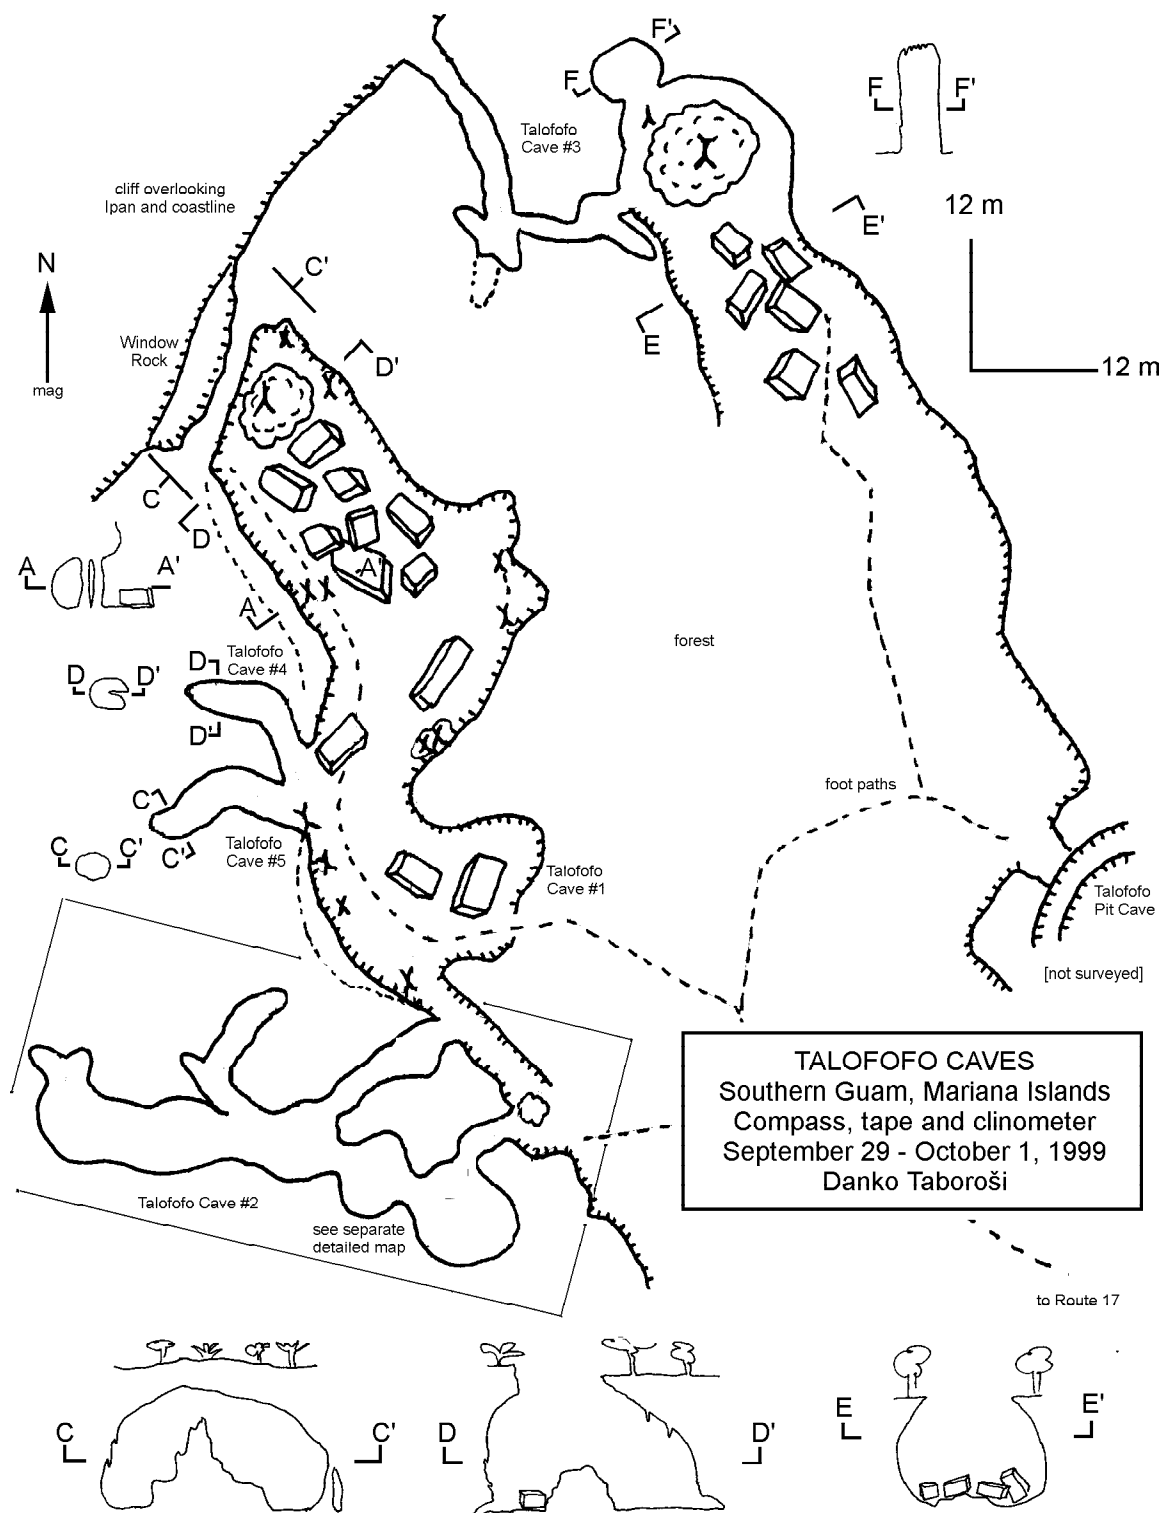 F'
F
Talofofo
Cave #3
F
F'
cliff overlooking
Ipan and coastline
12 m
E'
N
C'
Window
Rock
D'
E
12 m
mag
C
D
A
A'
A'
A
forest
D
D'
Talofofo
Cave #4
D
D'
foot paths
C
C'
C
C'
Talofofo
Cave #5
Talofofo
Cave #1
Talofofo
Pit Cave
[not surveyed]
TALOFOFO CAVES
Southern Guam, Mariana Islands
Compass, tape and clinometer
September 29 - October 1, 1999
Danko Taboroši
Talofofo Cave #2
see separate
detailed map
to Route 17
C
C'
D
D'
E
E'